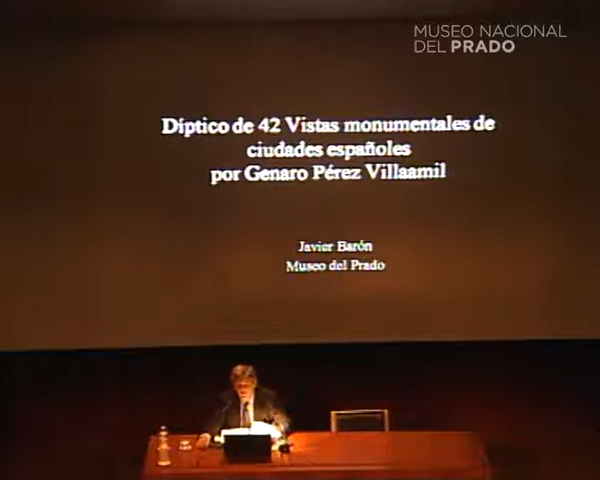 MUSEO NACIONAL
DEL PRADO
Díptico de 42 Vistas monumentales de
ciudades españoles
por Genaro Pérez Villaamil
Javier Barón
Museo del Prado